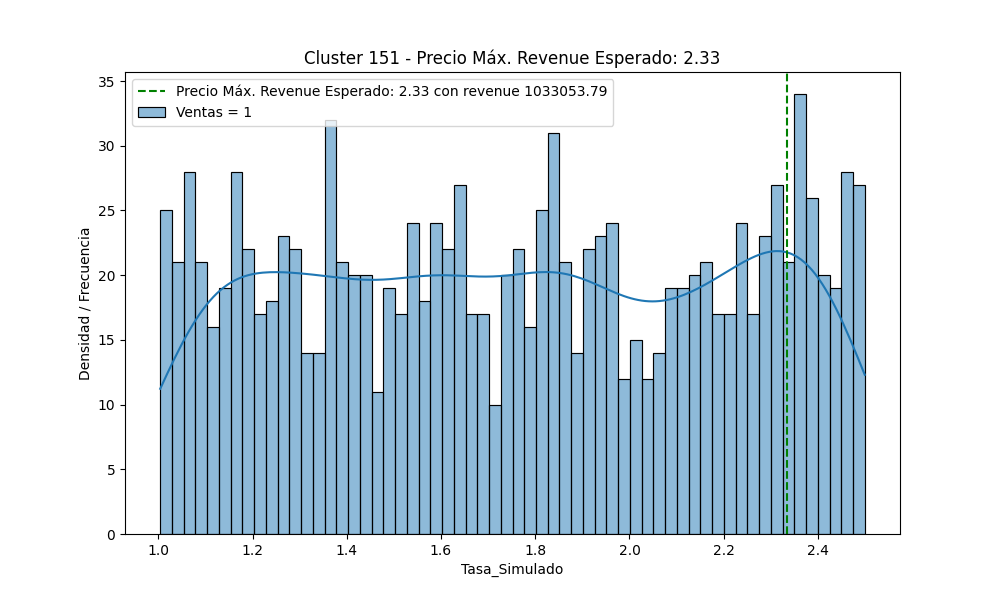 Cluster 151 - Precio Máx. Revenue Esperado: 2.33
Precio Máx. Revenue Esperado: 2.33 con revenue 1033053.79
Ventas = 1
Densidad / Frecuencia
35
30
25
20
15
10
5
0
1.0 1.2 1.4 1.6 1.8 2.0 2.2 2.4
Tasa_Simulado